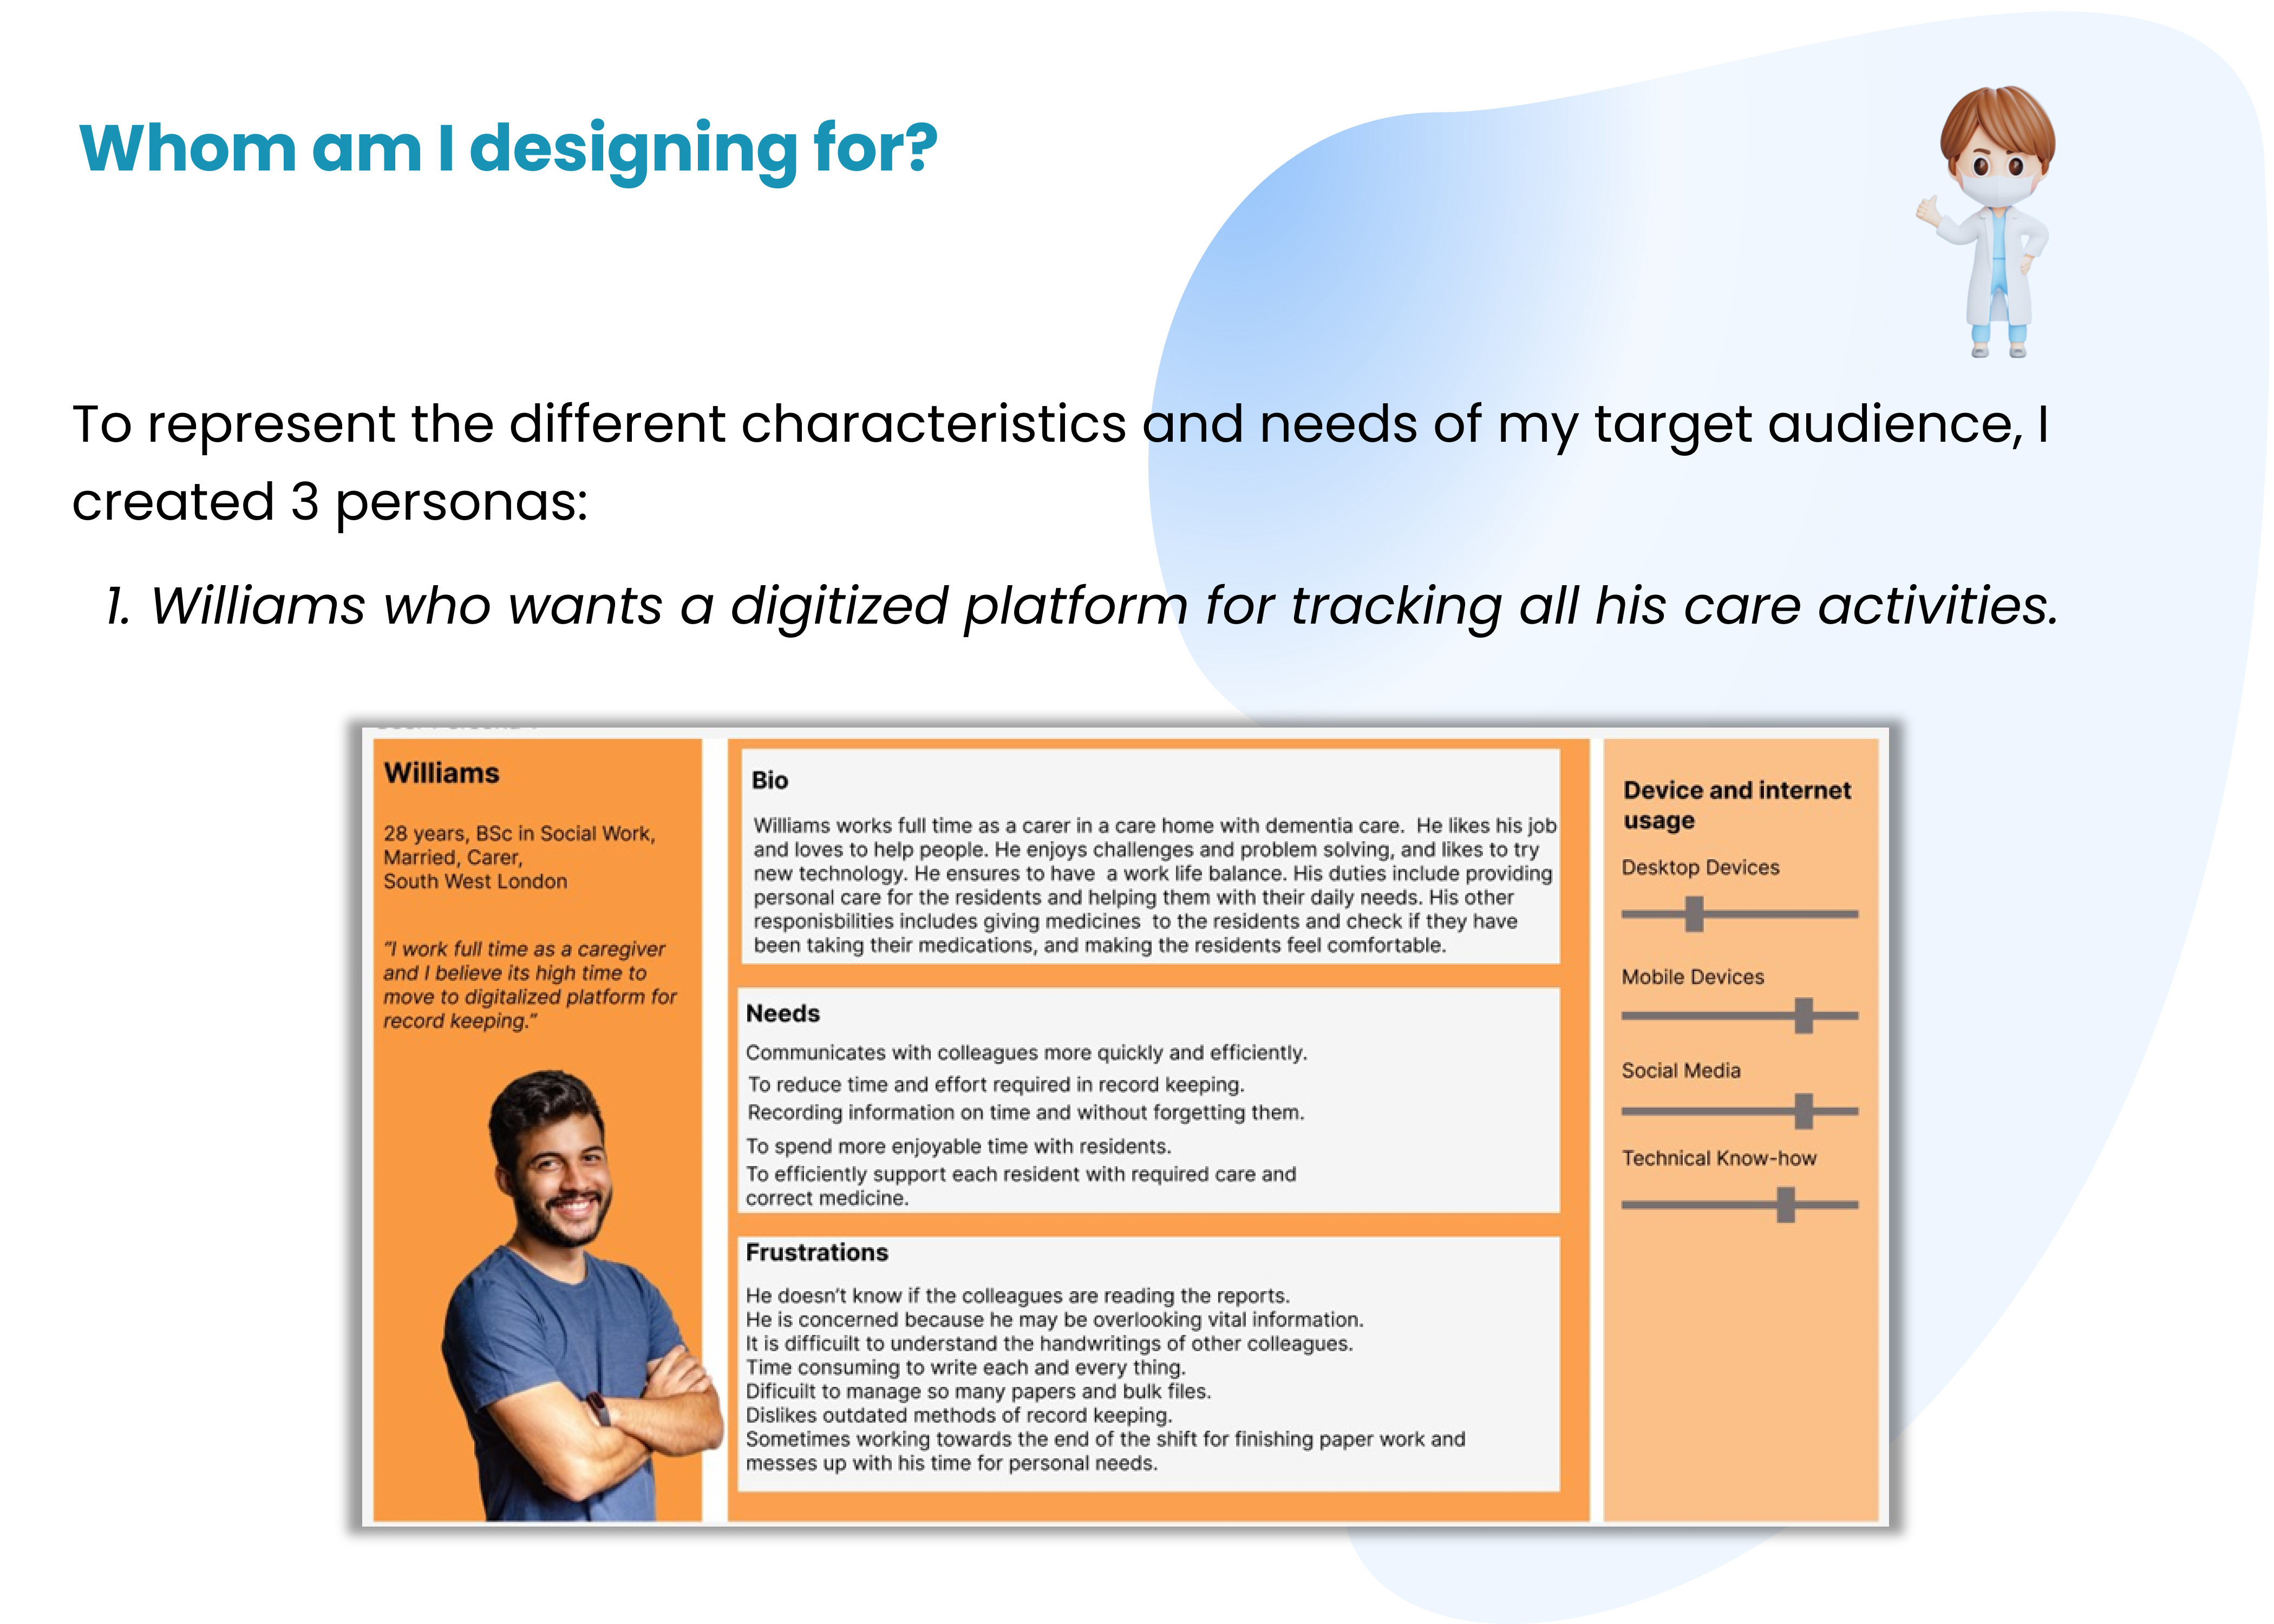 Whom am I designing for?
To represent the different characteristics and needs of my target audience, I
created 3 personas:
1. Williams who wants a digitized platform for tracking all his care activities.
Williams
28 years, BSc in Social Work,
Married, Carer,
South West London
“I work full time as a caregiver
and I believe its high time to
move to digitalized platform for
record keeping.”
Bio
Williams works full time as a carer in a care home with dementia care. He likes his job
and loves to help people. He enjoys challenges and problem solving, and likes to try
new technology. He ensures to have a work life balance. His duties include providing
personal care for the residents and helping them with their daily needs. His other
responisbilities includes giving medicines to the residents and check if they have
been taking their medications, and making the residents feel comfortable.
Needs
Communicates with colleagues more quickly and efficiently.
To reduce time and effort required in record keeping.
Recording information on time and without forgetting them.
To spend more enjoyable time with residents.
To efficiently support each resident with required care and
correct medicine.
Frustrations
He doesn’t know if the colleagues are reading the reports.
He is concerned because he may be overlooking vital information.
It is difficuilt to understand the handwritings of other colleagues.
Time consuming to write each and every thing.
Dificuilt to manage so many papers and bulk files.
Dislikes outdated methods of record keeping.
Sometimes working towards the end of the shift for finishing paper work and
messes up with his time for personal needs.
Device and internet
usage
Desktop Devices
Mobile Devices
Social Media
Technical Know-how